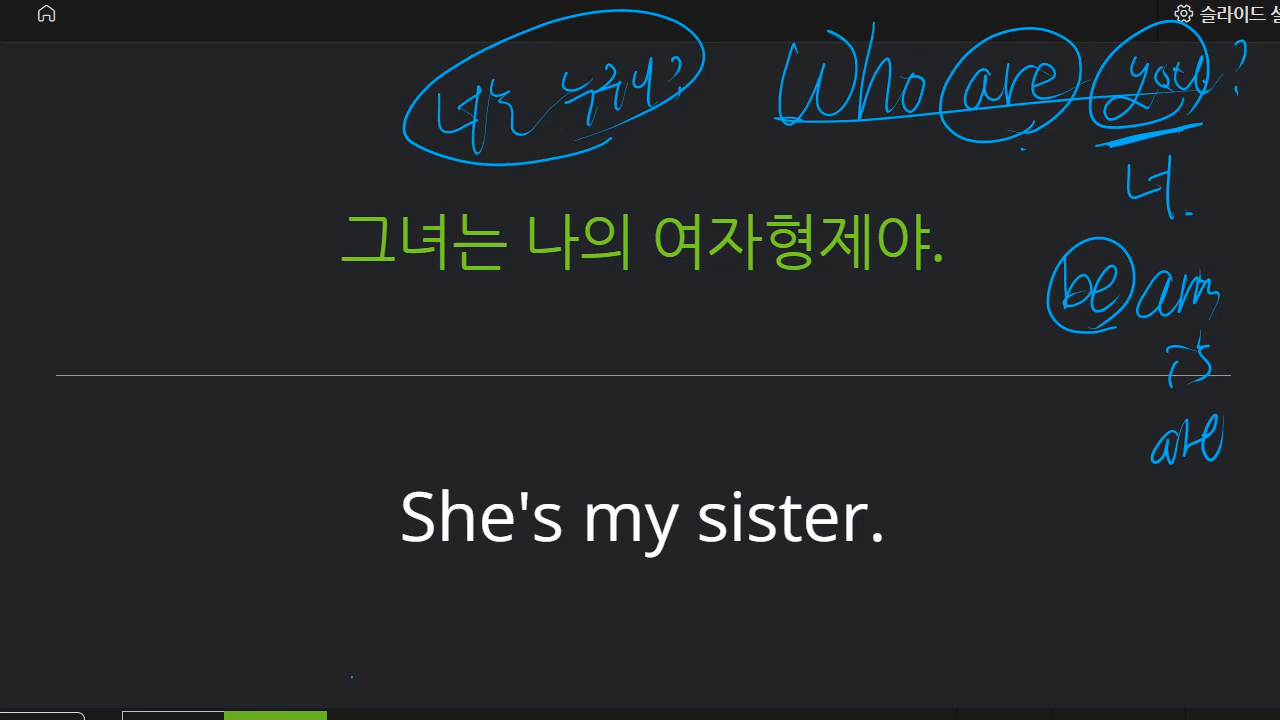 슬라이드 설
너는 누구니?
Who are you?
너.
그녀는 나의 여자형제야.
be am
is
are
She's my sister.